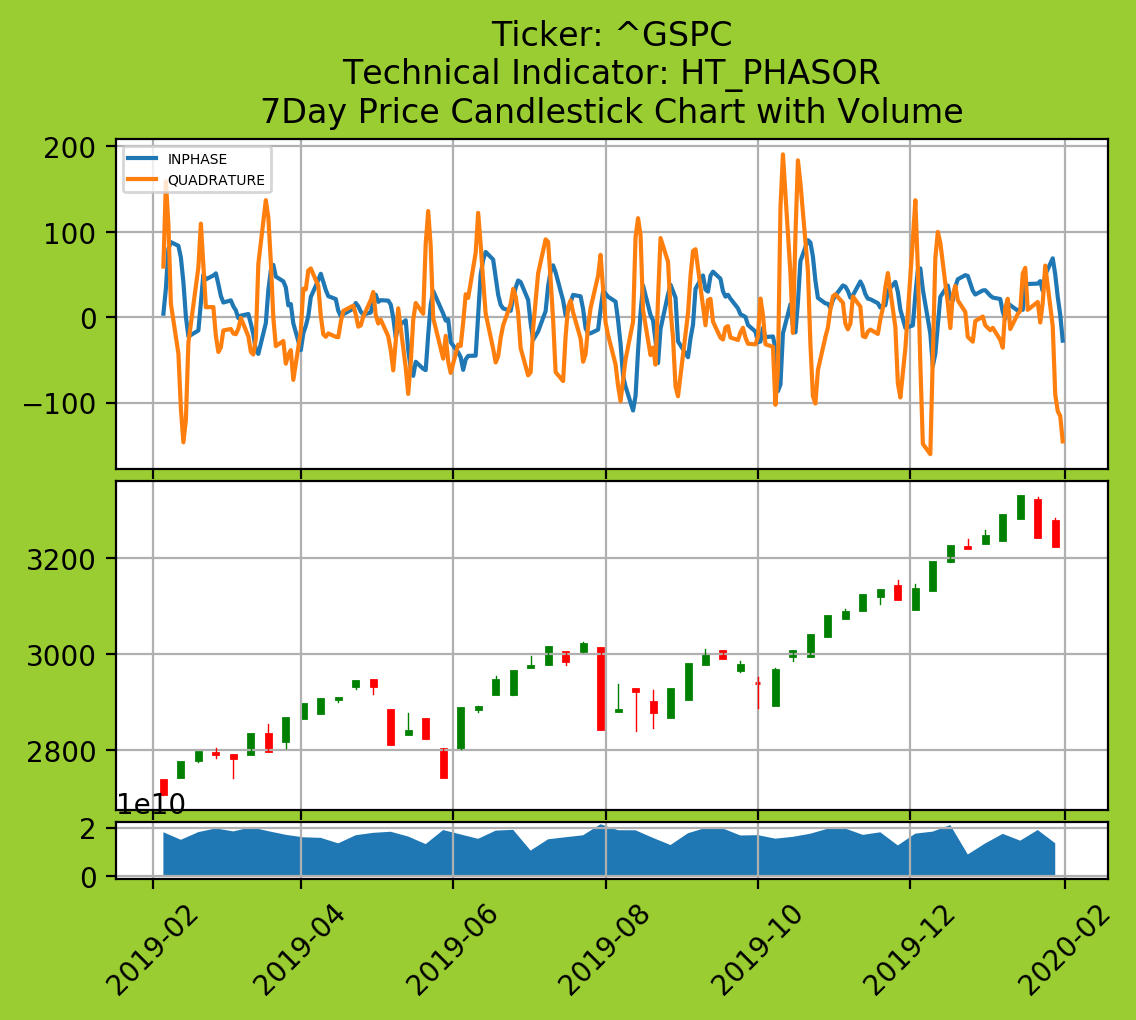 Ticker: ^GSPC
Technical Indicator: HT_PHASOR
7Day Price Candlestick Chart with Volume
200
100
0
−100
INPHASE
QUADRATURE
3200
3000
2800
1e10
2
0
2019-02
2019-04
2019-06
2019-08
2019-10
2019-12
2020-02